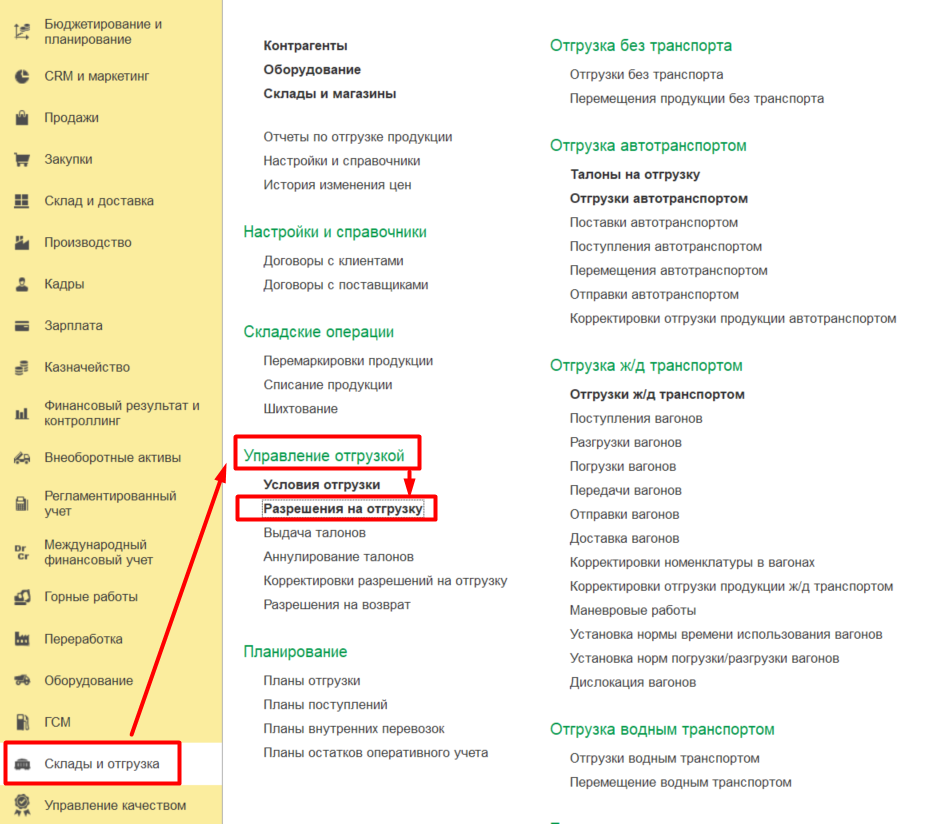 Бюджетирование и
планирование
CRM и маркетинг
Продажи
Закупки
Склад и доставка
Производство
Кадры
Зарплата
Казначейство
Финансовый результат и
контроллинг
Внеоборотные активы
Регламентированный
учет
Dr
Cr
Международный
финансовый учет
Горные работы
Переработка
Оборудование
ГСМ
Склады и отгрузка
Управление качеством
Контрагенты
Оборудование
Склады и магазины
Отчеты по отгрузке продукции
Настройки и справочники
История изменения цен
Настройки и справочники
Договоры с клиентами
Договоры с поставщиками
Складские операции
Перемаркировки продукции
Списание продукции
Шихтование
Управление отгрузкой
Условия отгрузки
Разрешения на отгрузку
Выдача талонов
Аннулирование талонов
Корректировки разрешений на отгрузку
Разрешения на возврат
Планирование
Планы отгрузки
Планы поступлений
Планы внутренних перевозок
Планы остатков оперативного учета
Отгрузка без транспорта
Отгрузки без транспорта
Перемещения продукции без транспорта
Отгрузка автотранспортом
Талоны на отгрузку
Отгрузки автотранспортом
Поставки автотранспортом
Поступления автотранспортом
Перемещения автотранспортом
Отправки автотранспортом
Корректировки отгрузки продукции автотранспортом
Отгрузка ж/д транспортом
Отгрузки ж/д транспортом
Поступления вагонов
Разгрузки вагонов
Погрузки вагонов
Передачи вагонов
Отправки вагонов
Доставка вагонов
Корректировки номенклатуры в вагонах
Корректировки отгрузки продукции ж/д транспортом
Маневровые работы
Установка нормы времени использования вагонов
Установка норм погрузки/разгрузки вагонов
Дислокация вагонов
Отгрузка водным транспортом
Отгрузки водным транспортом
Перемещение водным транспортом